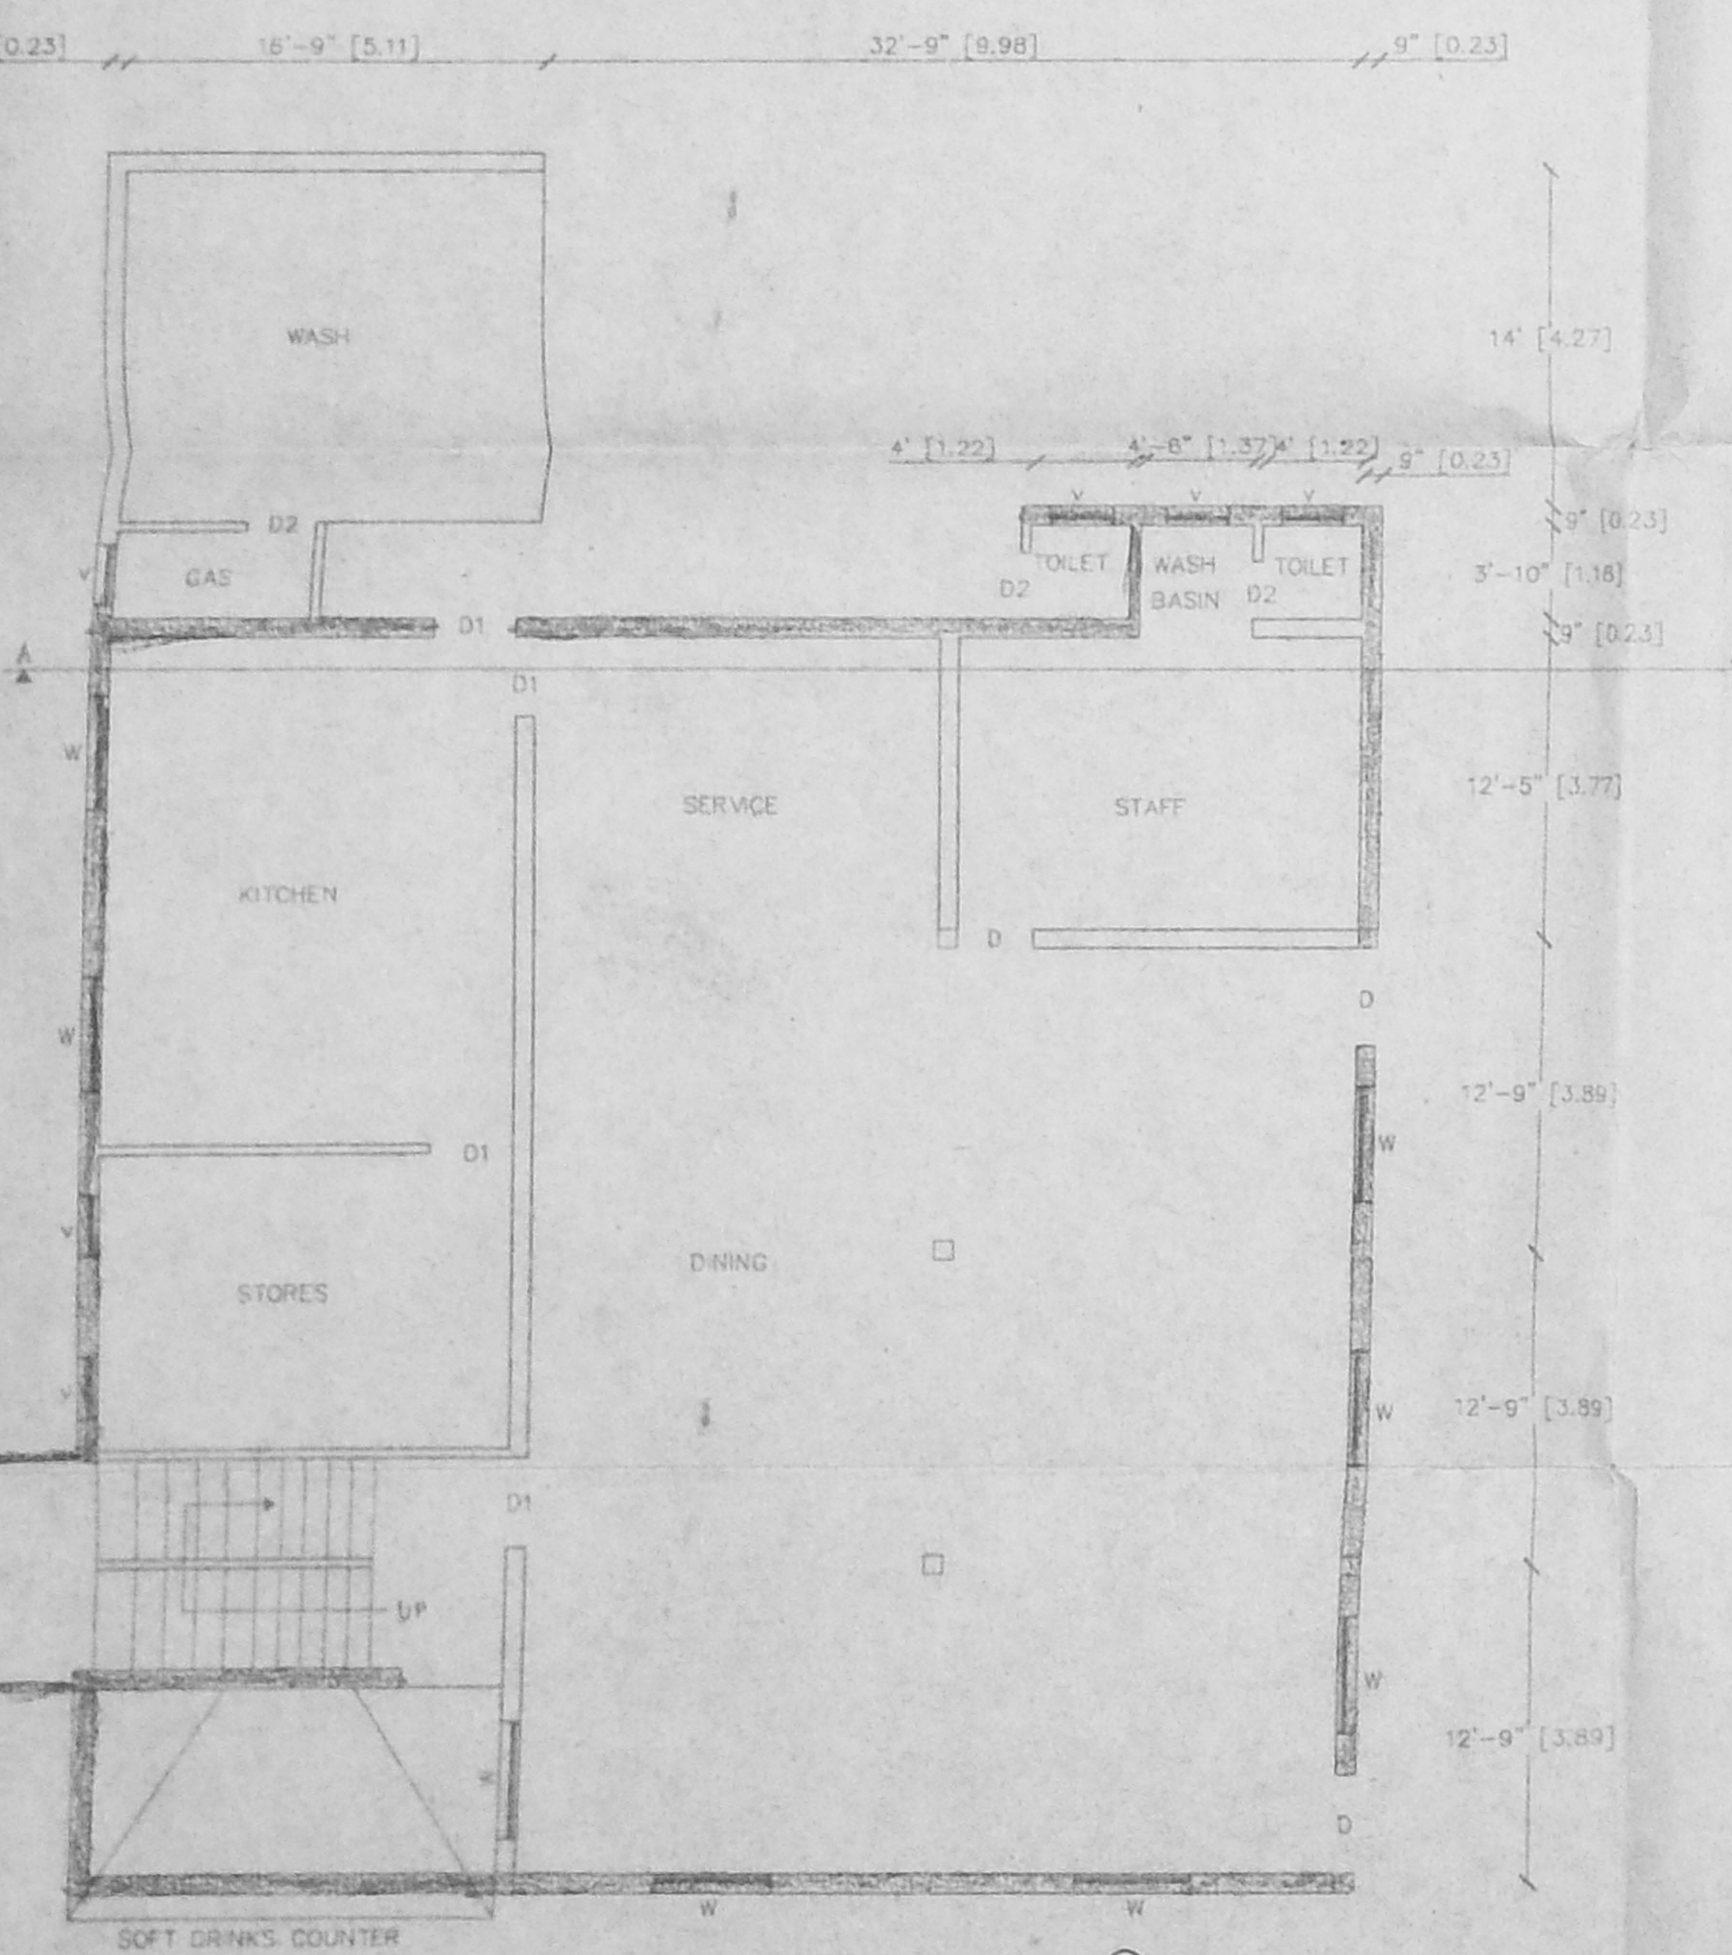 [0.23] 16'-9" [5.11] 32'-9" [9.98] 9" [0.23]
WASH
14' [4.27]
4' [1.22] 4'-6" [1.37] 4' [1.22] 9" [0.23]
V V V
D2 9" [0.23]
V GAS TOILET WASH TOILET 3'-10" [1.18]
D2 BASIN D2
D1 9" [0.23]
A
D1
W
SERVICE STAFF 12'-5" [3.77]
KITCHEN
D
D
W
12'-9" [3.89]
W
D1
V
DINING
STORES
V
W 12'-9" [3.89]
D1
UP
W
W 12'-9" [3.89]
D
W W
SOFT DRINKS COUNTER